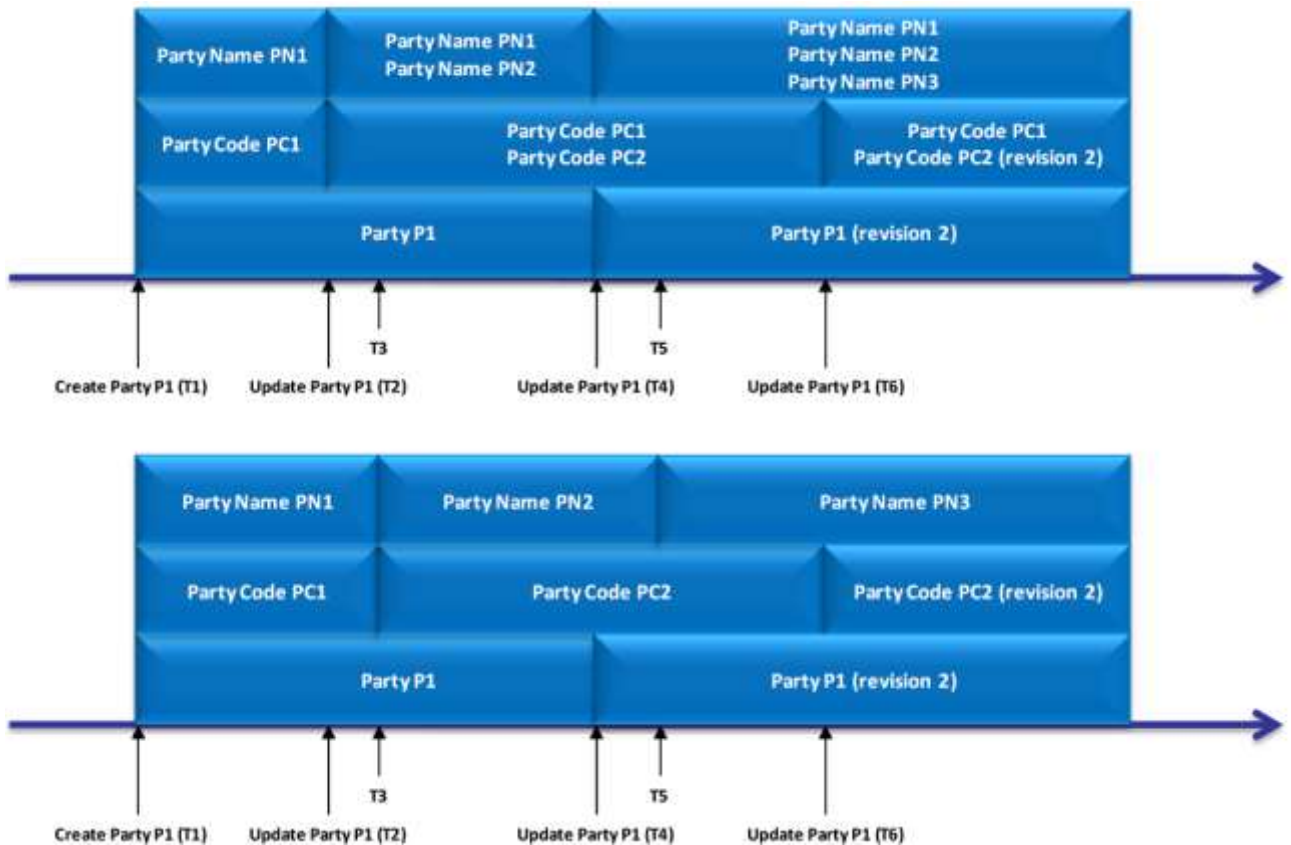 Party Name PN1
Party Name PN1
Party Name PN2
Party Name PN1
Party Name PN2
Party Name PN3
Party Code PC1
Party Code PC1
Party Code PC2
Party Code PC1
Party Code PC2 (revision 2)
Party P1
Party P1 (revision 2)
T3
T5
Create Party P1 (T1)
Update Party P1 (T2)
Update Party P1 (T4)
Update Party P1 (T6)
Party Name PN1
Party Name PN2
Party Name PN3
Party Code PC1
Party Code PC2
Party Code PC2 (revision 2)
Party P1
Party P1 (revision 2)
T3
T5
Create Party P1 (T1)
Update Party P1 (T2)
Update Party P1 (T4)
Update Party P1 (T6)